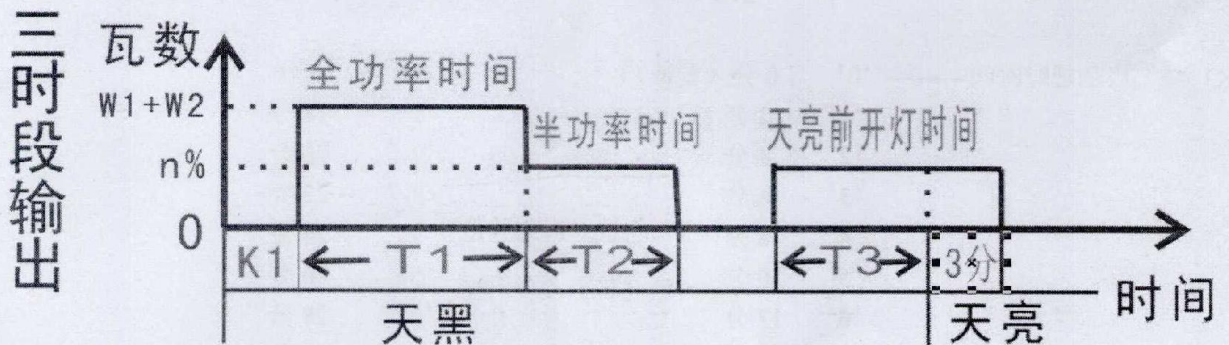 三时段输出
瓦数
全功率时间
W1+W2
半功率时间
天亮前开灯时间
n%
0
K1
T1
T2
T3
3分
时间
天黑
天亮